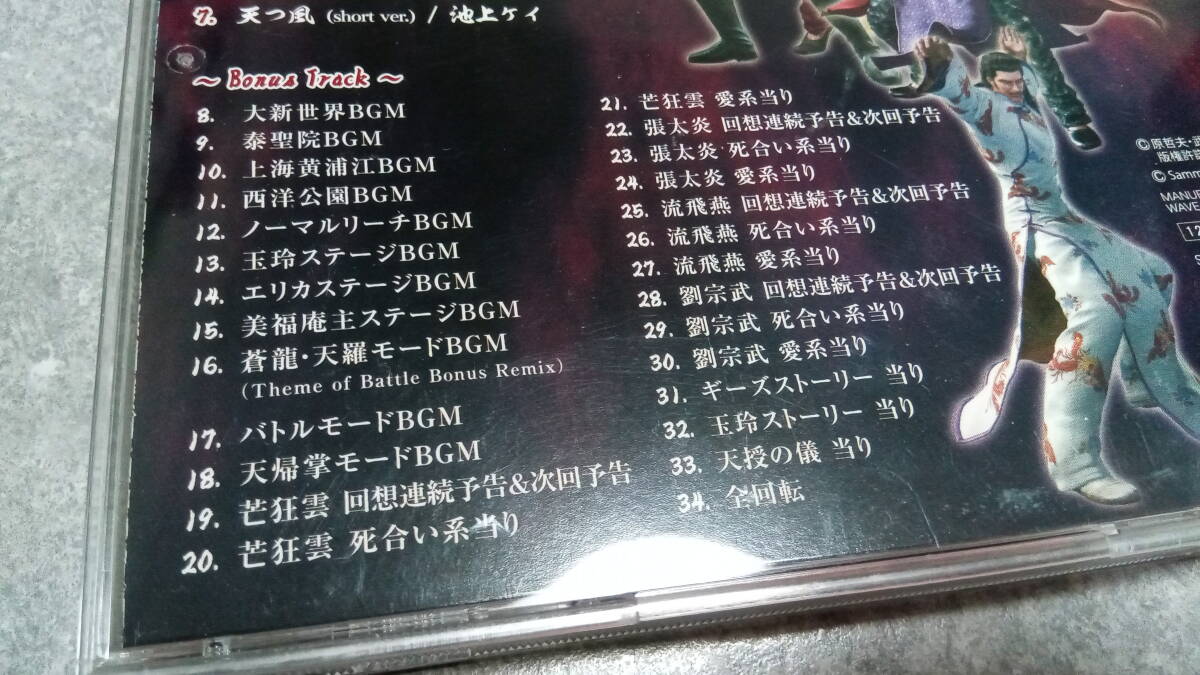 7. 天つ風 (short ver.) / 池上ケイ
～ Bonus Track ～
8. 大新世界BGM
9. 泰聖院BGM
10. 上海黄浦江BGM
11. 西洋公園BGM
12. ノーマルリーチBGM
13. 玉玲ステージBGM
14. エリカステージBGM
15. 美福庵主ステージBGM
16. 蒼龍・天羅モードBGM
(Theme of Battle Bonus Remix)
17. バトルモードBGM
18. 天帰掌モードBGM
19. 芒狂雲 回想連続予告&次回予告
20. 芒狂雲 死合い系当り
21. 芒狂雲 愛系当り
22. 張太炎 回想連続予告&次回予告
23. 張太炎 死合い系当り
24. 張太炎 愛系当り
25. 流飛燕 回想連続予告&次回予告
26. 流飛燕 死合い系当り
27. 流飛燕 愛系当り
28. 劉宗武 回想連続予告&次回予告
29. 劉宗武 死合い系当り
30. 劉宗武 愛系当り
31. ギーズストーリー 当り
32. 玉玲ストーリー 当り
33. 天授の儀 当り
34. 全回転
©原哲夫・武
版権許諾
© Samm
MANU
WAVE
12